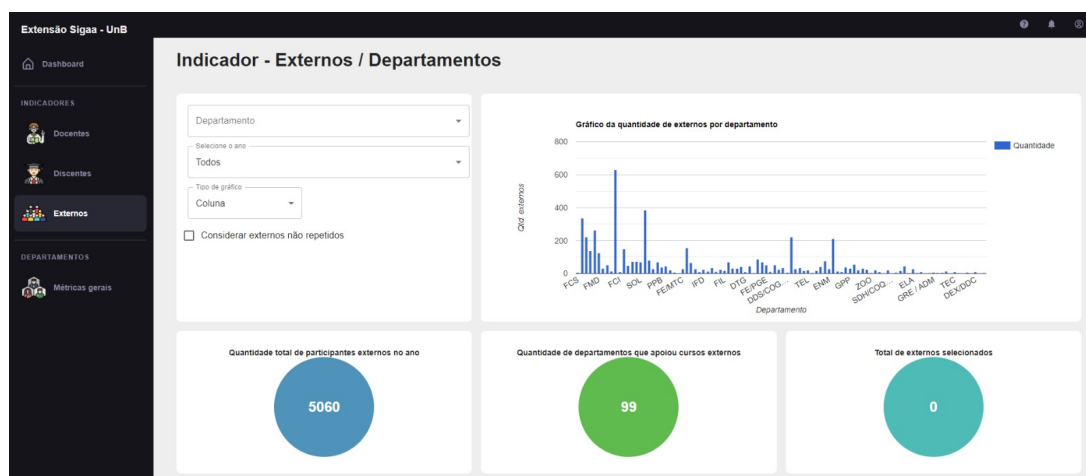 Extensão Sigaa - UnB
Dashboard
INDICADORES
Docentes
Discentes
Externos
DEPARTAMENTOS
Métricas gerais
Indicador - Externos / Departamentos
Departamento
Selecione o ano
Todos
Tipo de gráfico
Coluna
Considerar externos não repetidos
Gráfico da quantidade de externos por departamento
Quantidade
Qtd externos
800
600
400
200
0
FCS
FMD
FCI
SOL
PPB
FE/MTC
IFD
FIL
DTG
FE/PGE
DDS/COG...
TEL
ENM
GPP
ZOO
SDH/COQ...
ELA
GRE / ADM
TEC
DEX/DDC
Departamento
Quantidade total de participantes externos no ano
5060
Quantidade de departamentos que apoiou cursos externos
99
Total de externos selecionados
0